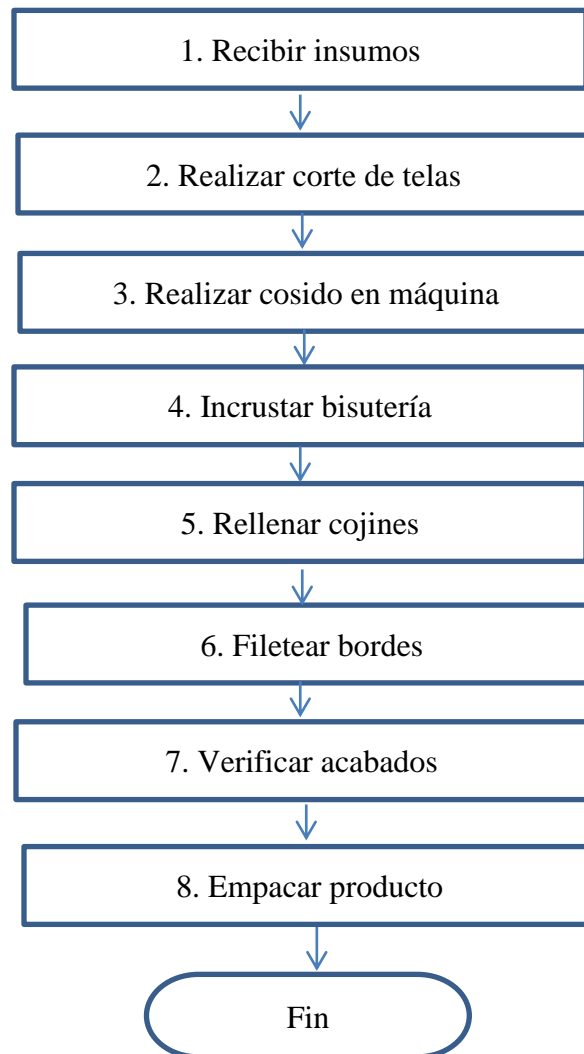 1. Recibir insumos
2. Realizar corte de telas
3. Realizar cosido en máquina
4. Incrustar bisutería
5. Rellenar cojines
6. Filetear bordes
7. Verificar acabados
8. Empacar producto
Fin